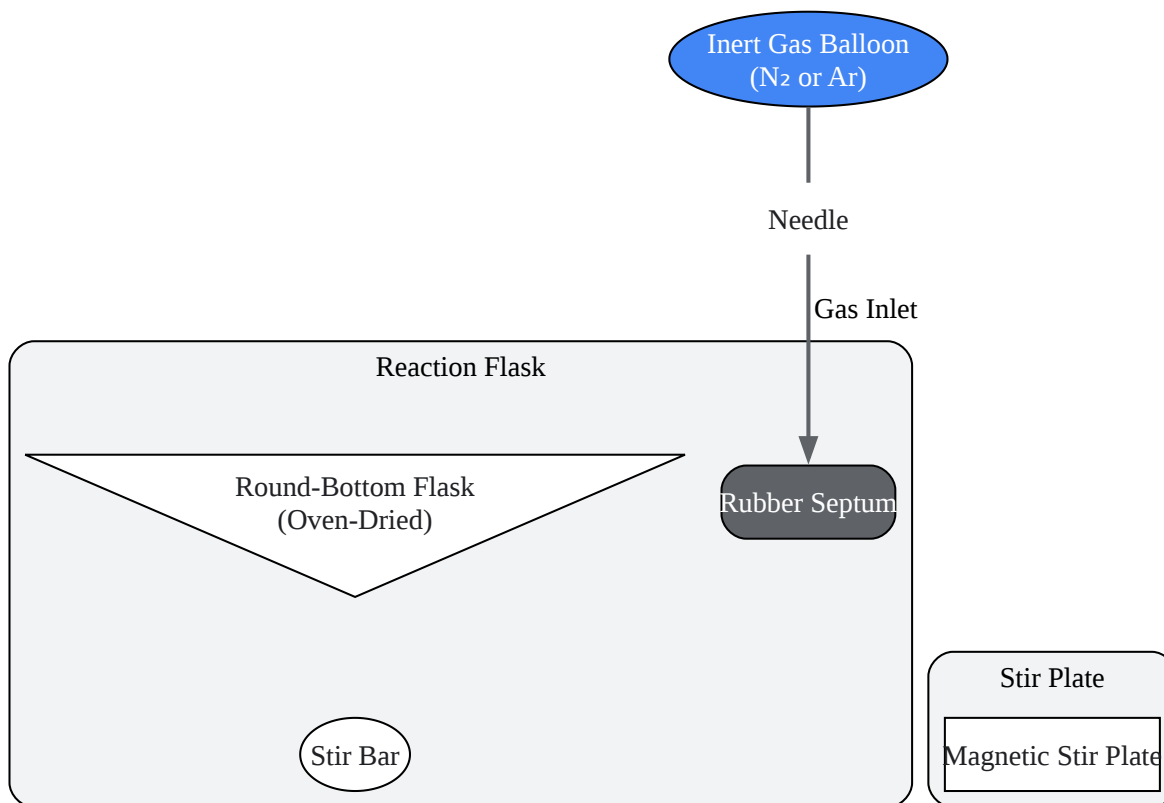 Inert Gas Balloon
(N₂ or Ar)
Needle
Gas Inlet
Reaction Flask
Round-Bottom Flask
(Oven-Dried)
Rubber Septum
Stir Bar
Stir Plate
Magnetic Stir Plate